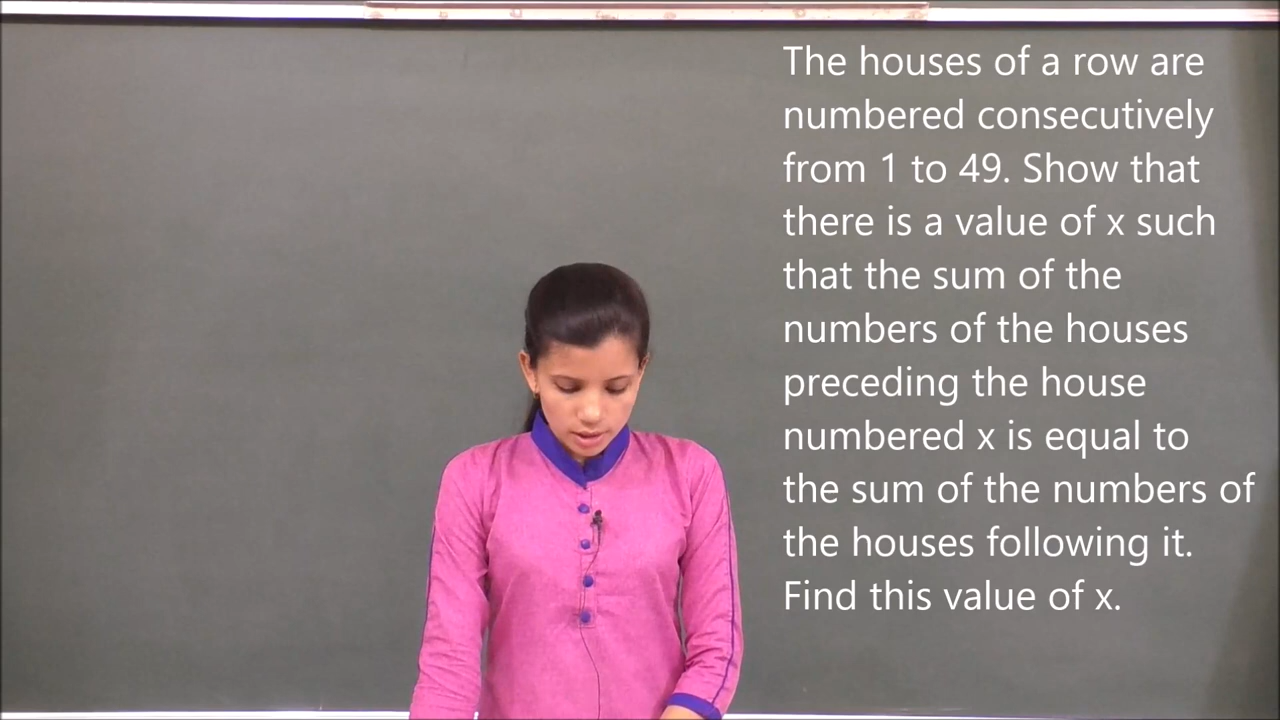 The houses of a row are
numbered consecutively
from 1 to 49. Show that
there is a value of x such
that the sum of the
numbers of the houses
preceding the house
numbered x is equal to
the sum of the numbers of
the houses following it.
Find this value of x.